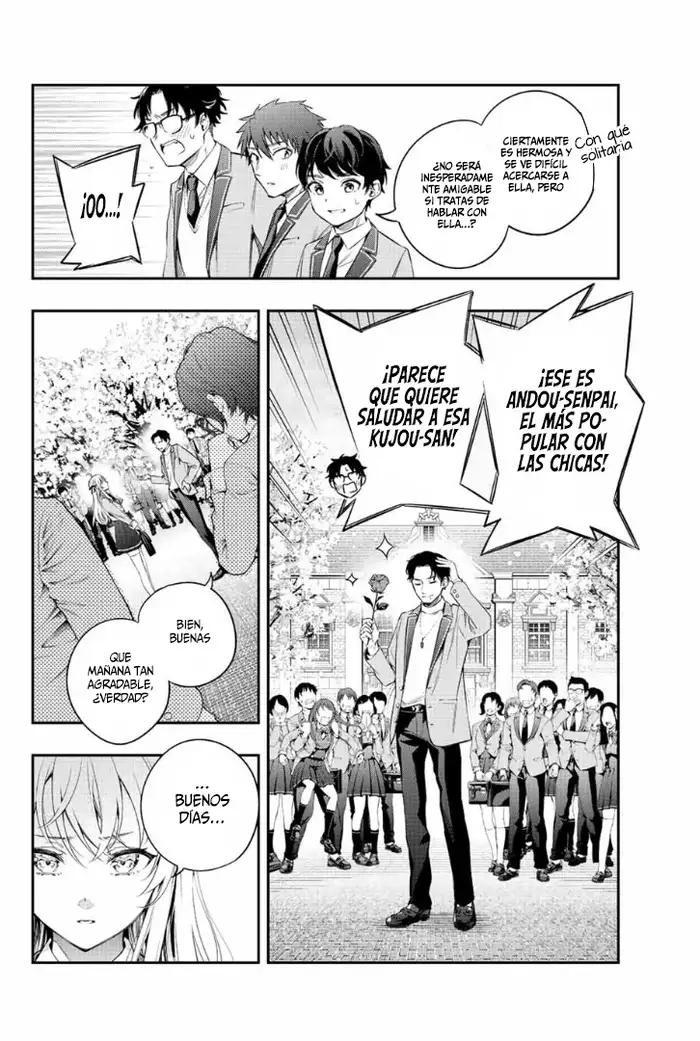 CIERTAMENTE
ES HERMOSA Y
SE VE DIFÍCIL
ACERCARSE A
ELLA, PERO
Con qué
solitaria
¿NO SERÁ
INESPERADAME
NTE AMIGABLE
SI TRATAS DE
HABLAR CON
ELLA...?
¡OO...!
¡ESE ES
ANDOU-SENPAI,
EL MÁS PO-
PULAR CON
LAS CHICAS!
¡PARECE
QUE QUIERE
SALUDAR A ESA
KUJOU-SAN!
BIEN,
BUENAS
QUE
MAÑANA TAN
AGRADABLE,
¿VERDAD?
...
BUENOS
DÍAS...